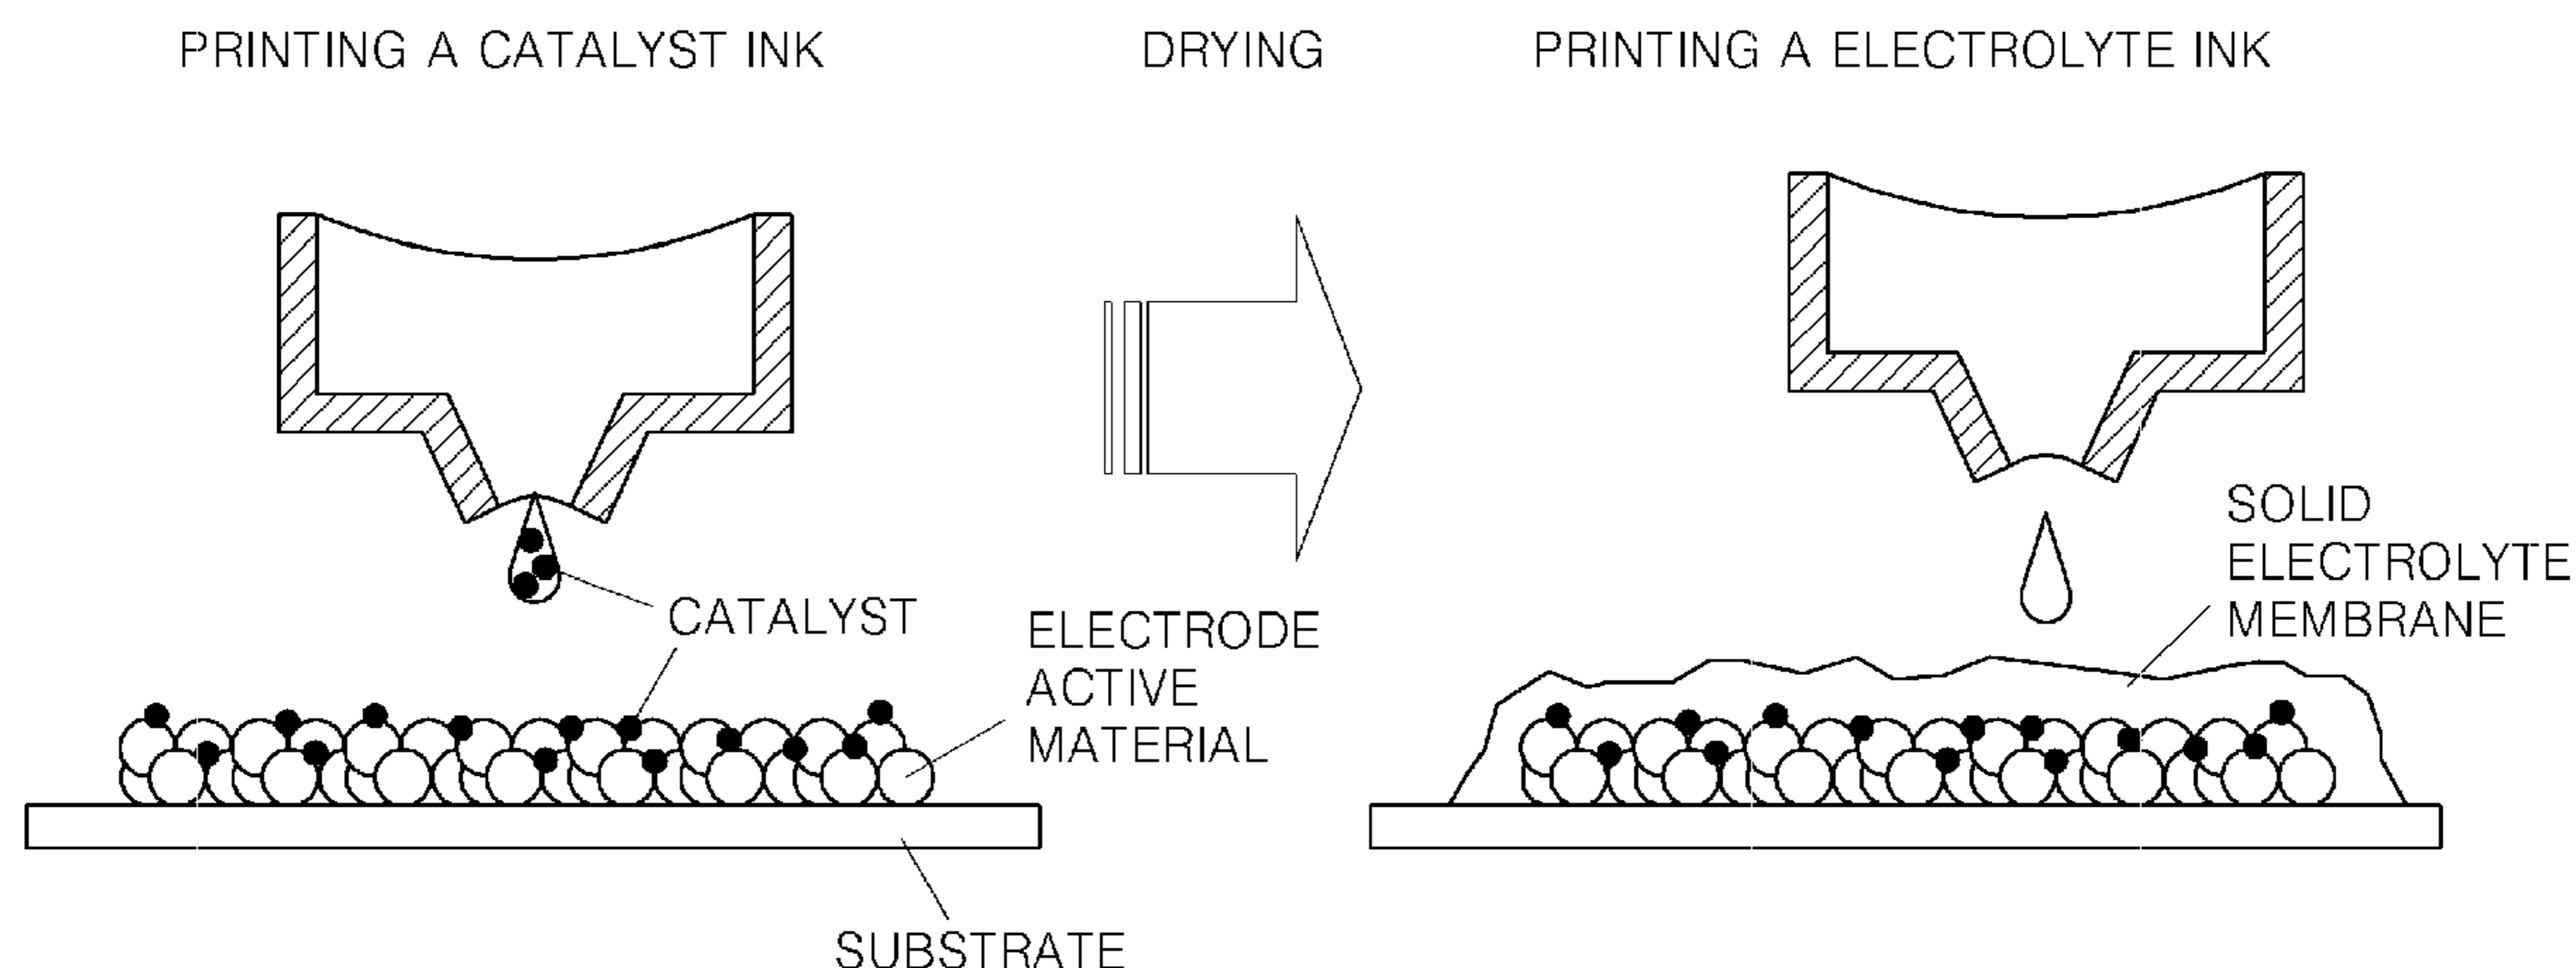 PRINTING A CATALYST INK
DRYING
PRINTING A ELECTROLYTE INK
SOLID
ELECTROLYTE
MEMBRANE
CATALYST
ELECTRODE
ACTIVE
MATERIAL
SUBSTRATE